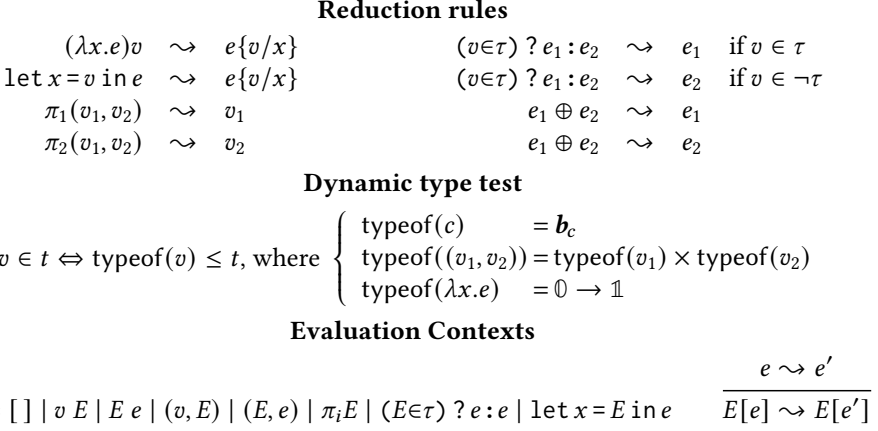 Reduction rules
(λx.e)v ⇝ e{v/x} (v∈τ) ? e₁ : e₂ ⇝ e₁ if v ∈ τ
let x = v in e ⇝ e{v/x} (v∈τ) ? e₁ : e₂ ⇝ e₂ if v ∈ ¬τ
π₁(v₁, v₂) ⇝ v₁ e₁ ⊕ e₂ ⇝ e₁
π₂(v₁, v₂) ⇝ v₂ e₁ ⊕ e₂ ⇝ e₂
Dynamic type test
typeof(c) = b_c
v ∈ t ⇔ typeof(v) ≤ t, where { typeof((v₁, v₂)) = typeof(v₁) × typeof(v₂)
typeof(λx.e) = 𝟘 → 𝟙
Evaluation Contexts
e ⇝ e′
[ ] | v E | E e | (v, E) | (E, e) | πᵢE | (E∈τ) ? e : e | let x = E in e E[e] ⇝ E[e′]